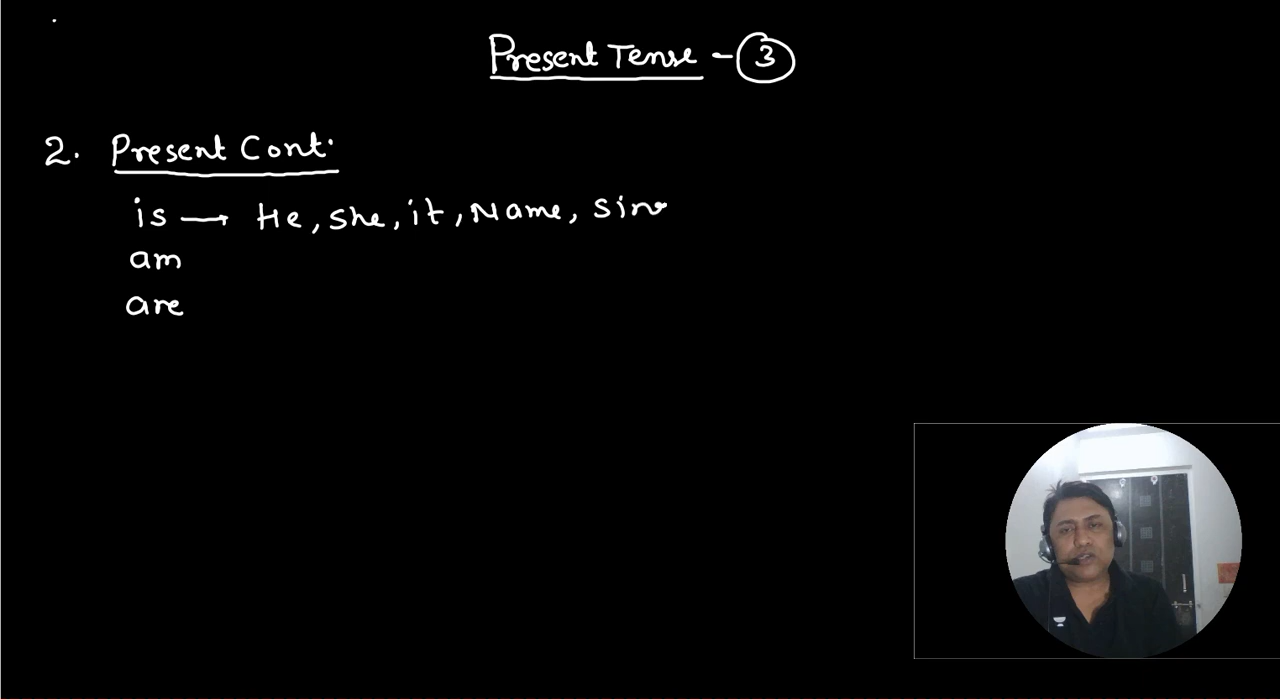 Present Tense - 3
2. Present Cont.
is → He, She, it, Name, Sin
am
are